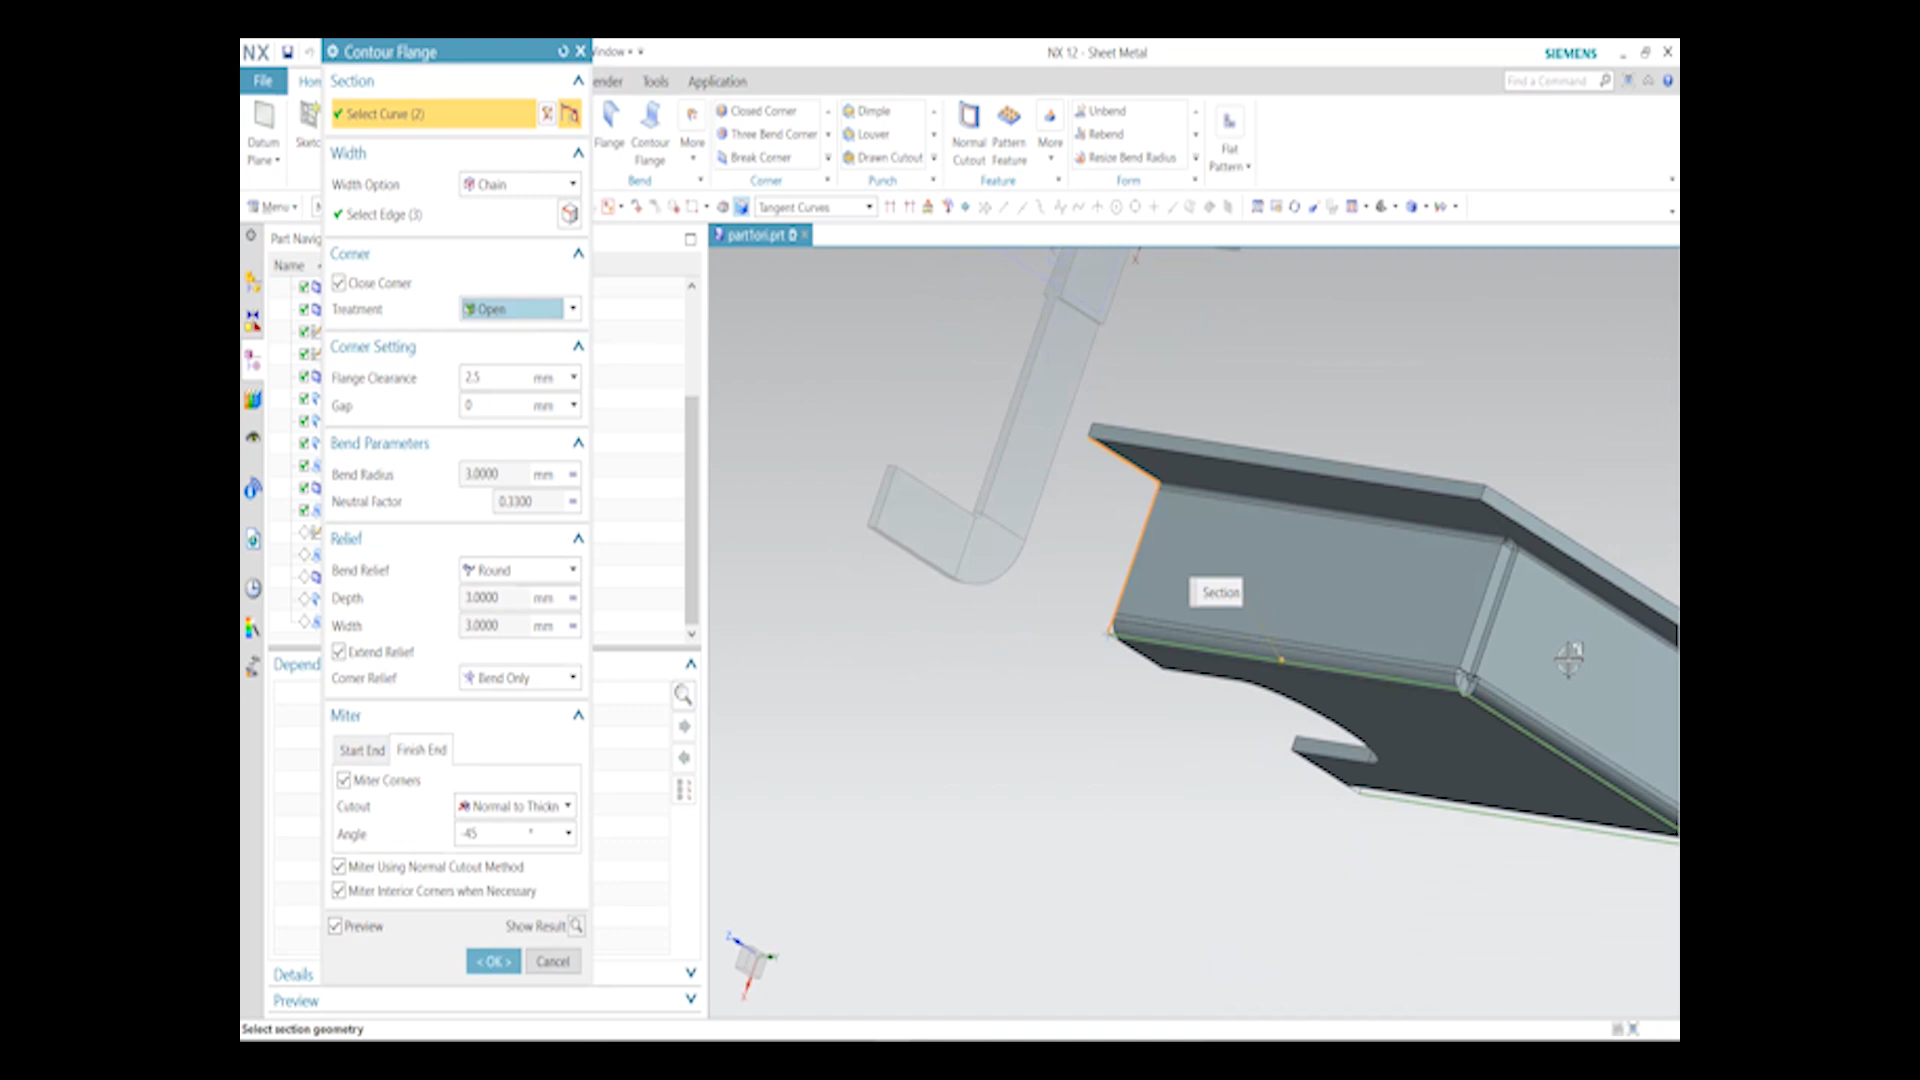 NX
Contour Flange
Window
NX 12 - Sheet Metal
SIEMENS
File
Section
Tools
Application
Find a Command
Select Curve (2)
Datum
Plane
Flange
Contour
Flange
More
Bend
Closed Corner
Three Bend Corner
Break Corner
Corner
Dimple
Louver
Drawn Cutout
Punch
Normal
Cutout
Pattern
Feature
More
Feature
Unbend
Rebend
Resize Bend Radius
Form
Flat
Pattern
Width
Width Option
Chain
Select Edge (3)
Menu
Tangent Curves
Part Navig
Name
part1ori.prt
Corner
Close Corner
Treatment
Open
Corner Setting
Flange Clearance
2.5
mm
Gap
0
mm
Bend Parameters
Bend Radius
3.0000
mm
=
Neutral Factor
0.3300
=
Relief
Bend Relief
Round
Depth
3.0000
mm
=
Width
3.0000
mm
=
Extend Relief
Corner Relief
Bend Only
Depend
Miter
Start End
Finish End
Miter Corners
Cutout
Normal to Thickn
Angle
-45
°
Miter Using Normal Cutout Method
Miter Interior Corners when Necessary
Preview
Show Result
< OK >
Cancel
Details
Preview
Section
X
Z
Select section geometry